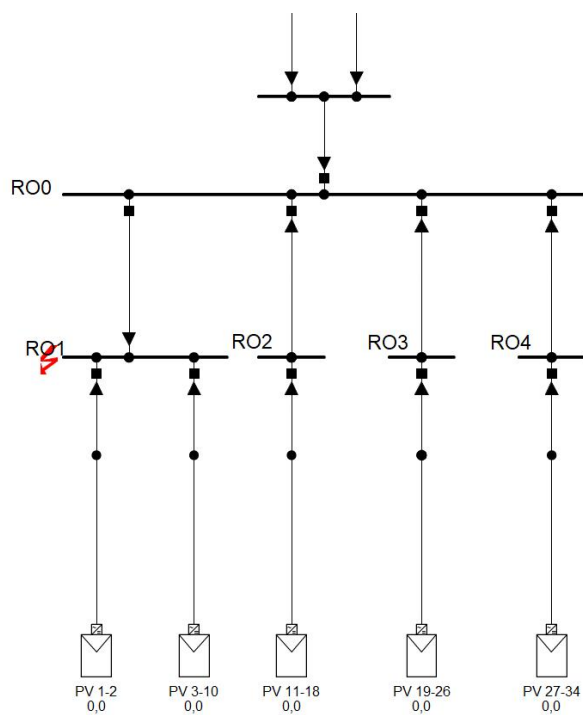 RO0
RO1
RO2
RO3
RO4
PV 1-2
0,0
PV 3-10
0,0
PV 11-18
0,0
PV 19-26
0,0
PV 27-34
0,0